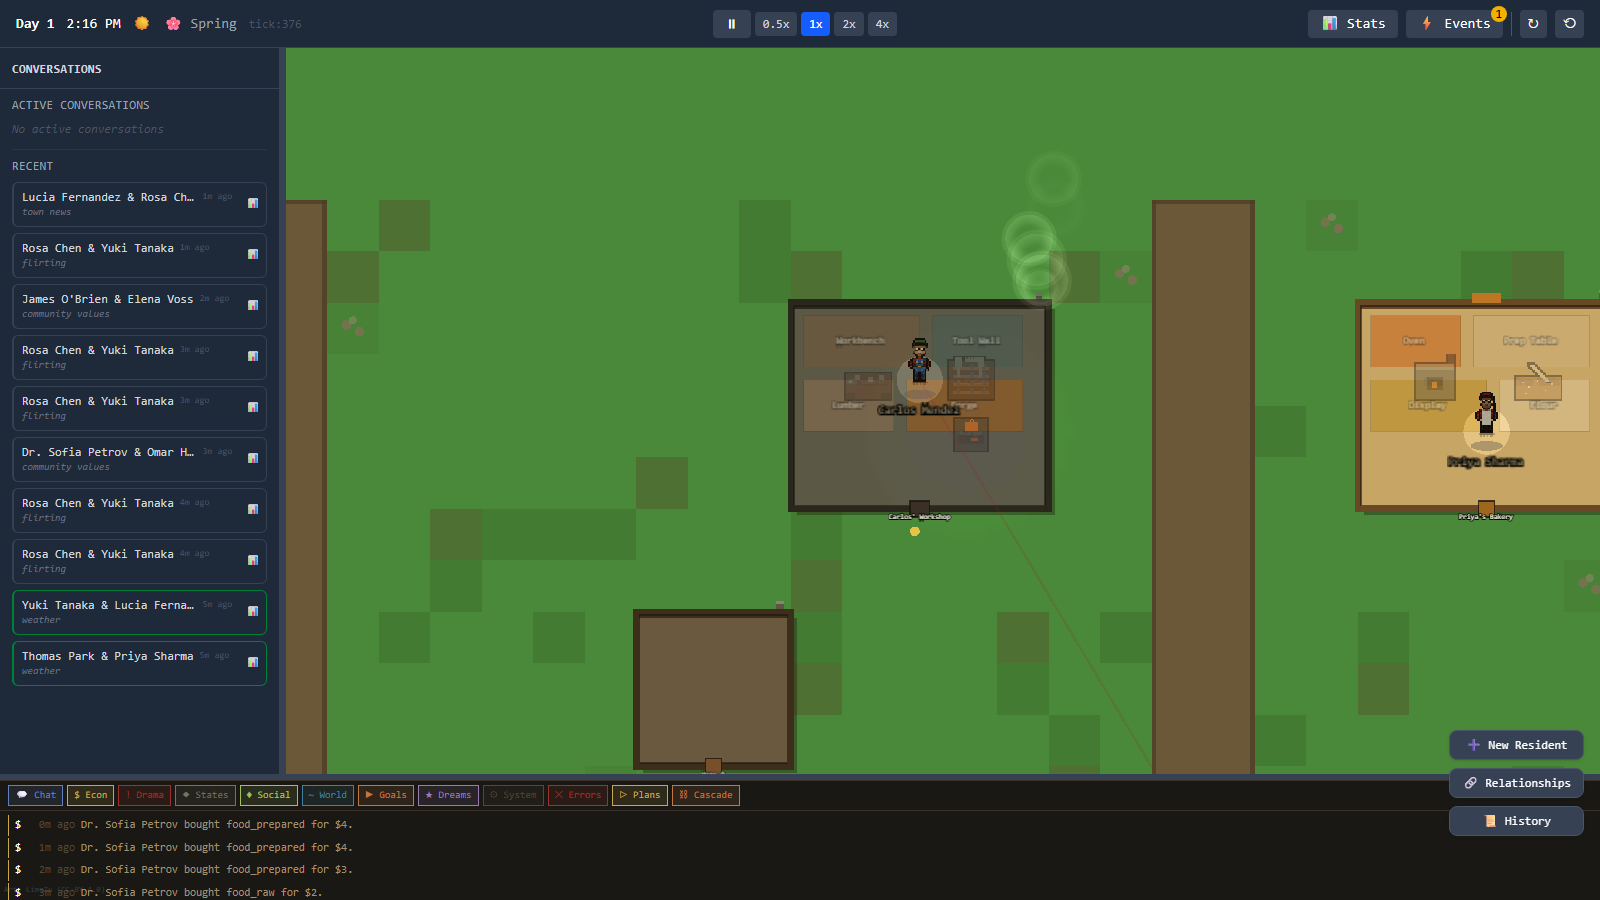 Day 1 2:16 PM Spring tick:376
0.5x 1x 2x 4x
Stats
Events 1
CONVERSATIONS
ACTIVE CONVERSATIONS
No active conversations
RECENT
Lucia Fernandez & Rosa Ch… 1m ago
town news
Rosa Chen & Yuki Tanaka 1m ago
flirting
James O'Brien & Elena Voss 2m ago
community values
Rosa Chen & Yuki Tanaka 3m ago
flirting
Rosa Chen & Yuki Tanaka 3m ago
flirting
Dr. Sofia Petrov & Omar H… 3m ago
community values
Rosa Chen & Yuki Tanaka 4m ago
flirting
Rosa Chen & Yuki Tanaka 4m ago
flirting
Yuki Tanaka & Lucia Ferna… 5m ago
weather
Thomas Park & Priya Sharma 5m ago
weather
Workbench
Tool Wall
Lumber
Carlos Mendez
Carlos' Workshop
Oven
Prep Table
Display
Flour
Priya Sharma
Priya's Bakery
New Resident
Relationships
History
Chat
$ Econ
! Drama
States
Social
~ World
Goals
Dreams
System
Errors
Plans
Cascade
$ 0m ago Dr. Sofia Petrov bought food_prepared for $4.
$ 1m ago Dr. Sofia Petrov bought food_prepared for $4.
$ 2m ago Dr. Sofia Petrov bought food_prepared for $3.
$ 3m ago Dr. Sofia Petrov bought food_raw for $2.